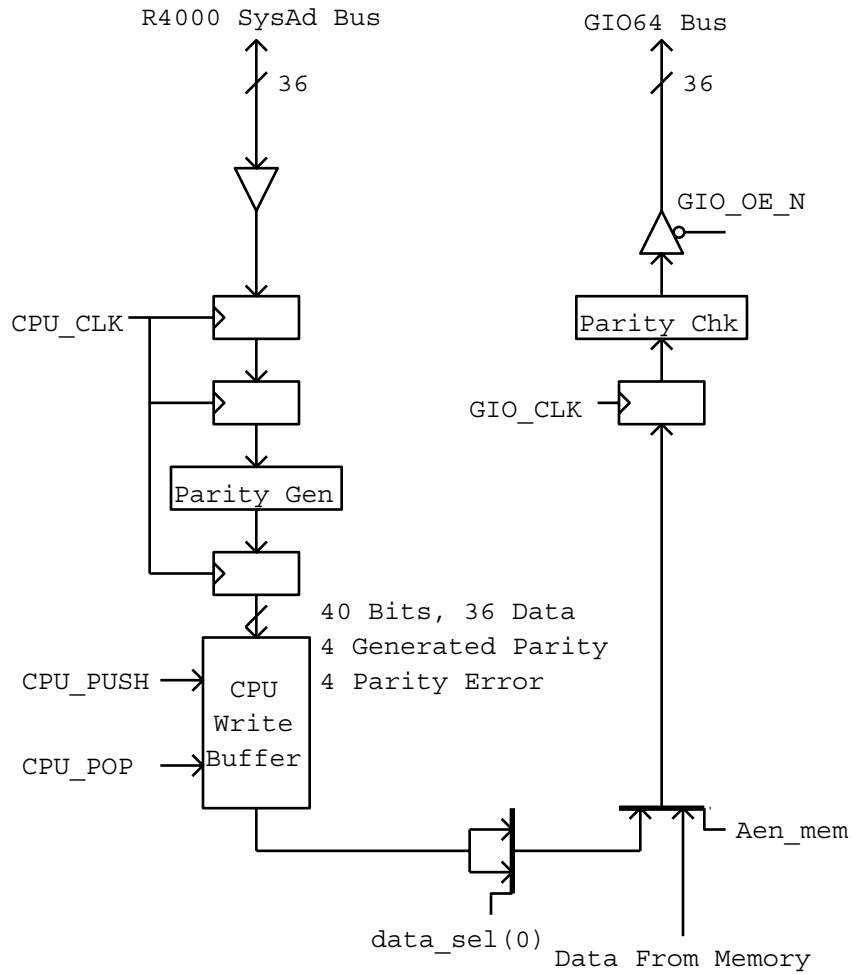 R4000 SysAd Bus
GIO64 Bus
36
36
GIO_OE_N
CPU_CLK
Parity Chk
GIO_CLK
Parity Gen
40 Bits, 36 Data
4 Generated Parity
4 Parity Error
CPU_PUSH
CPU
Write
Buffer
CPU_POP
Aen_mem
data_sel(0)
Data From Memory